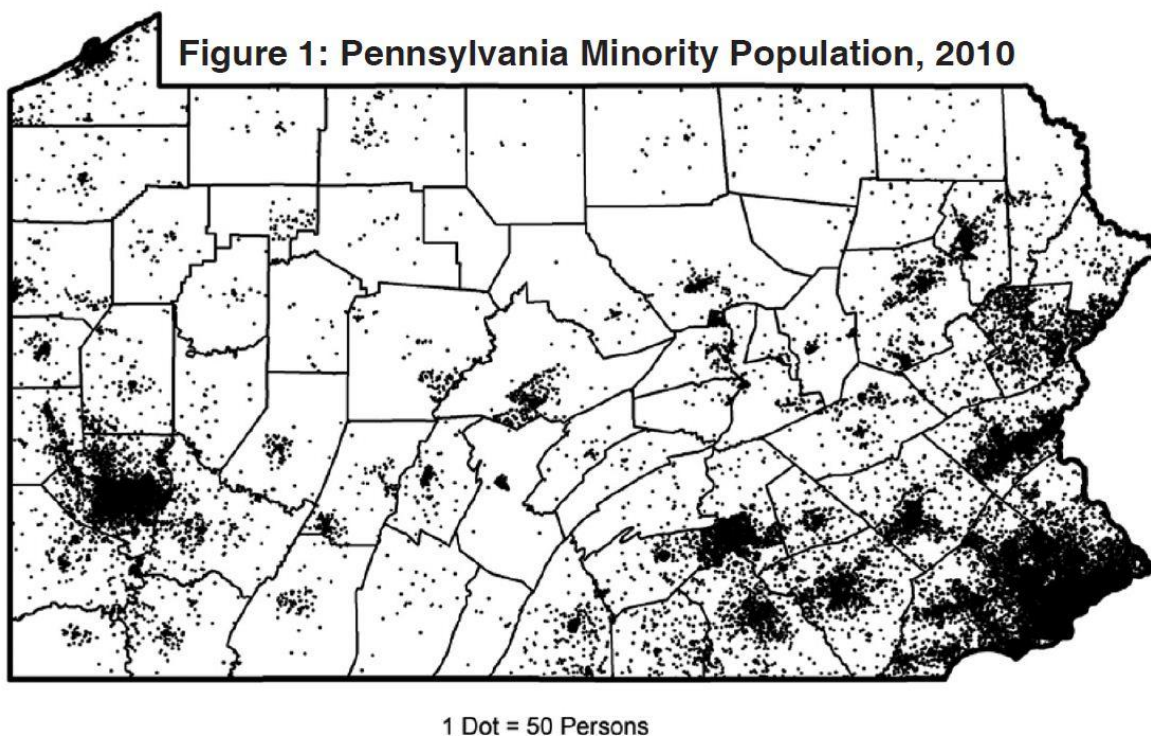 Figure 1: Pennsylvania Minority Population, 2010
1 Dot = 50 Persons